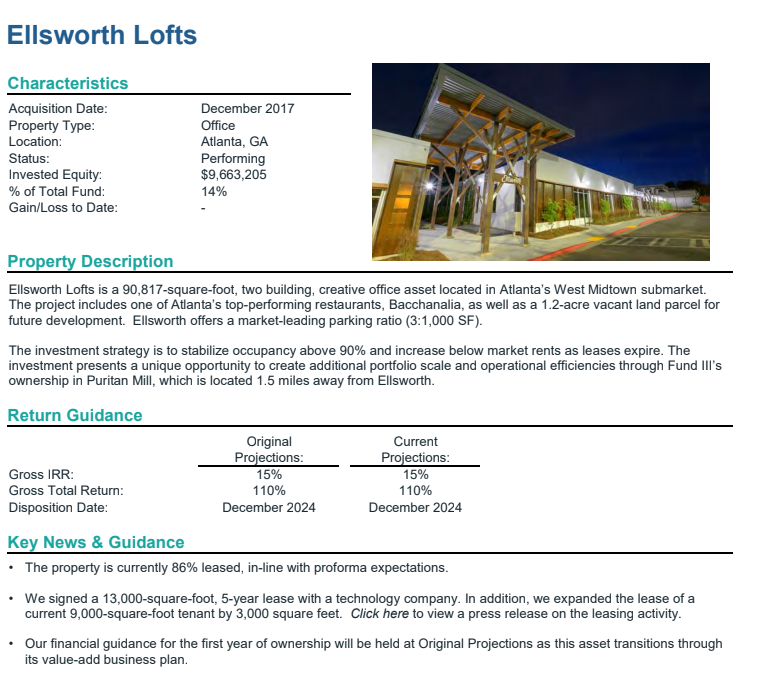 Ellsworth Lofts
Characteristics
Acquisition Date: December 2017
Property Type: Office
Location: Atlanta, GA
Status: Performing
Invested Equity: $9,663,205
% of Total Fund: 14%
Gain/Loss to Date: -
Property Description
Ellsworth Lofts is a 90,817-square-foot, two building, creative office asset located in Atlanta's West Midtown submarket.
The project includes one of Atlanta's top-performing restaurants, Bacchanalia, as well as a 1.2-acre vacant land parcel for
future development. Ellsworth offers a market-leading parking ratio (3:1,000 SF).
The investment strategy is to stabilize occupancy above 90% and increase below market rents as leases expire. The
investment presents a unique opportunity to create additional portfolio scale and operational efficiencies through Fund III's
ownership in Puritan Mill, which is located 1.5 miles away from Ellsworth.
Return Guidance
Original Current
Projections: Projections:
Gross IRR: 15% 15%
Gross Total Return: 110% 110%
Disposition Date: December 2024 December 2024
Key News & Guidance
• The property is currently 86% leased, in-line with proforma expectations.
• We signed a 13,000-square-foot, 5-year lease with a technology company. In addition, we expanded the lease of a
current 9,000-square-foot tenant by 3,000 square feet. Click here to view a press release on the leasing activity.
• Our financial guidance for the first year of ownership will be held at Original Projections as this asset transitions through
its value-add business plan.